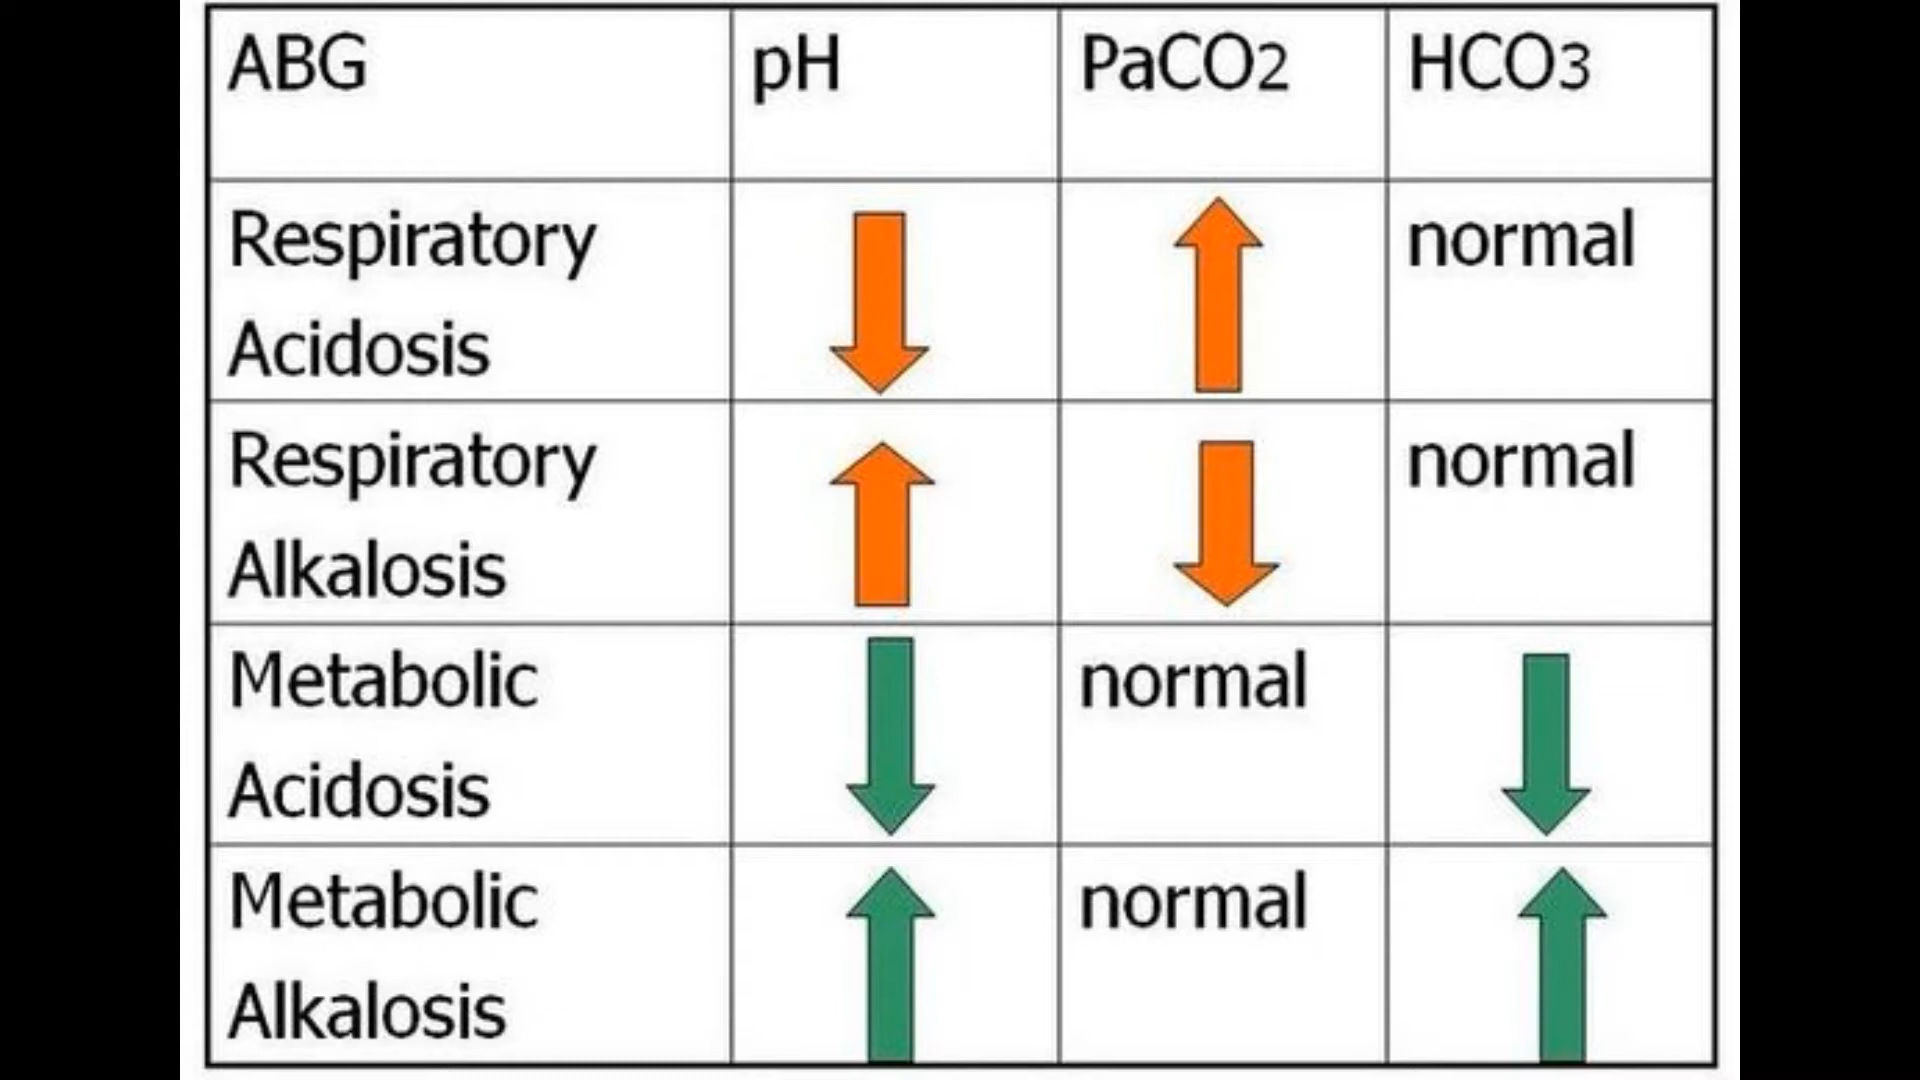 ABG pH PaCO2 HCO3
Respiratory normal
Acidosis
Respiratory normal
Alkalosis
Metabolic normal
Acidosis
Metabolic normal
Alkalosis